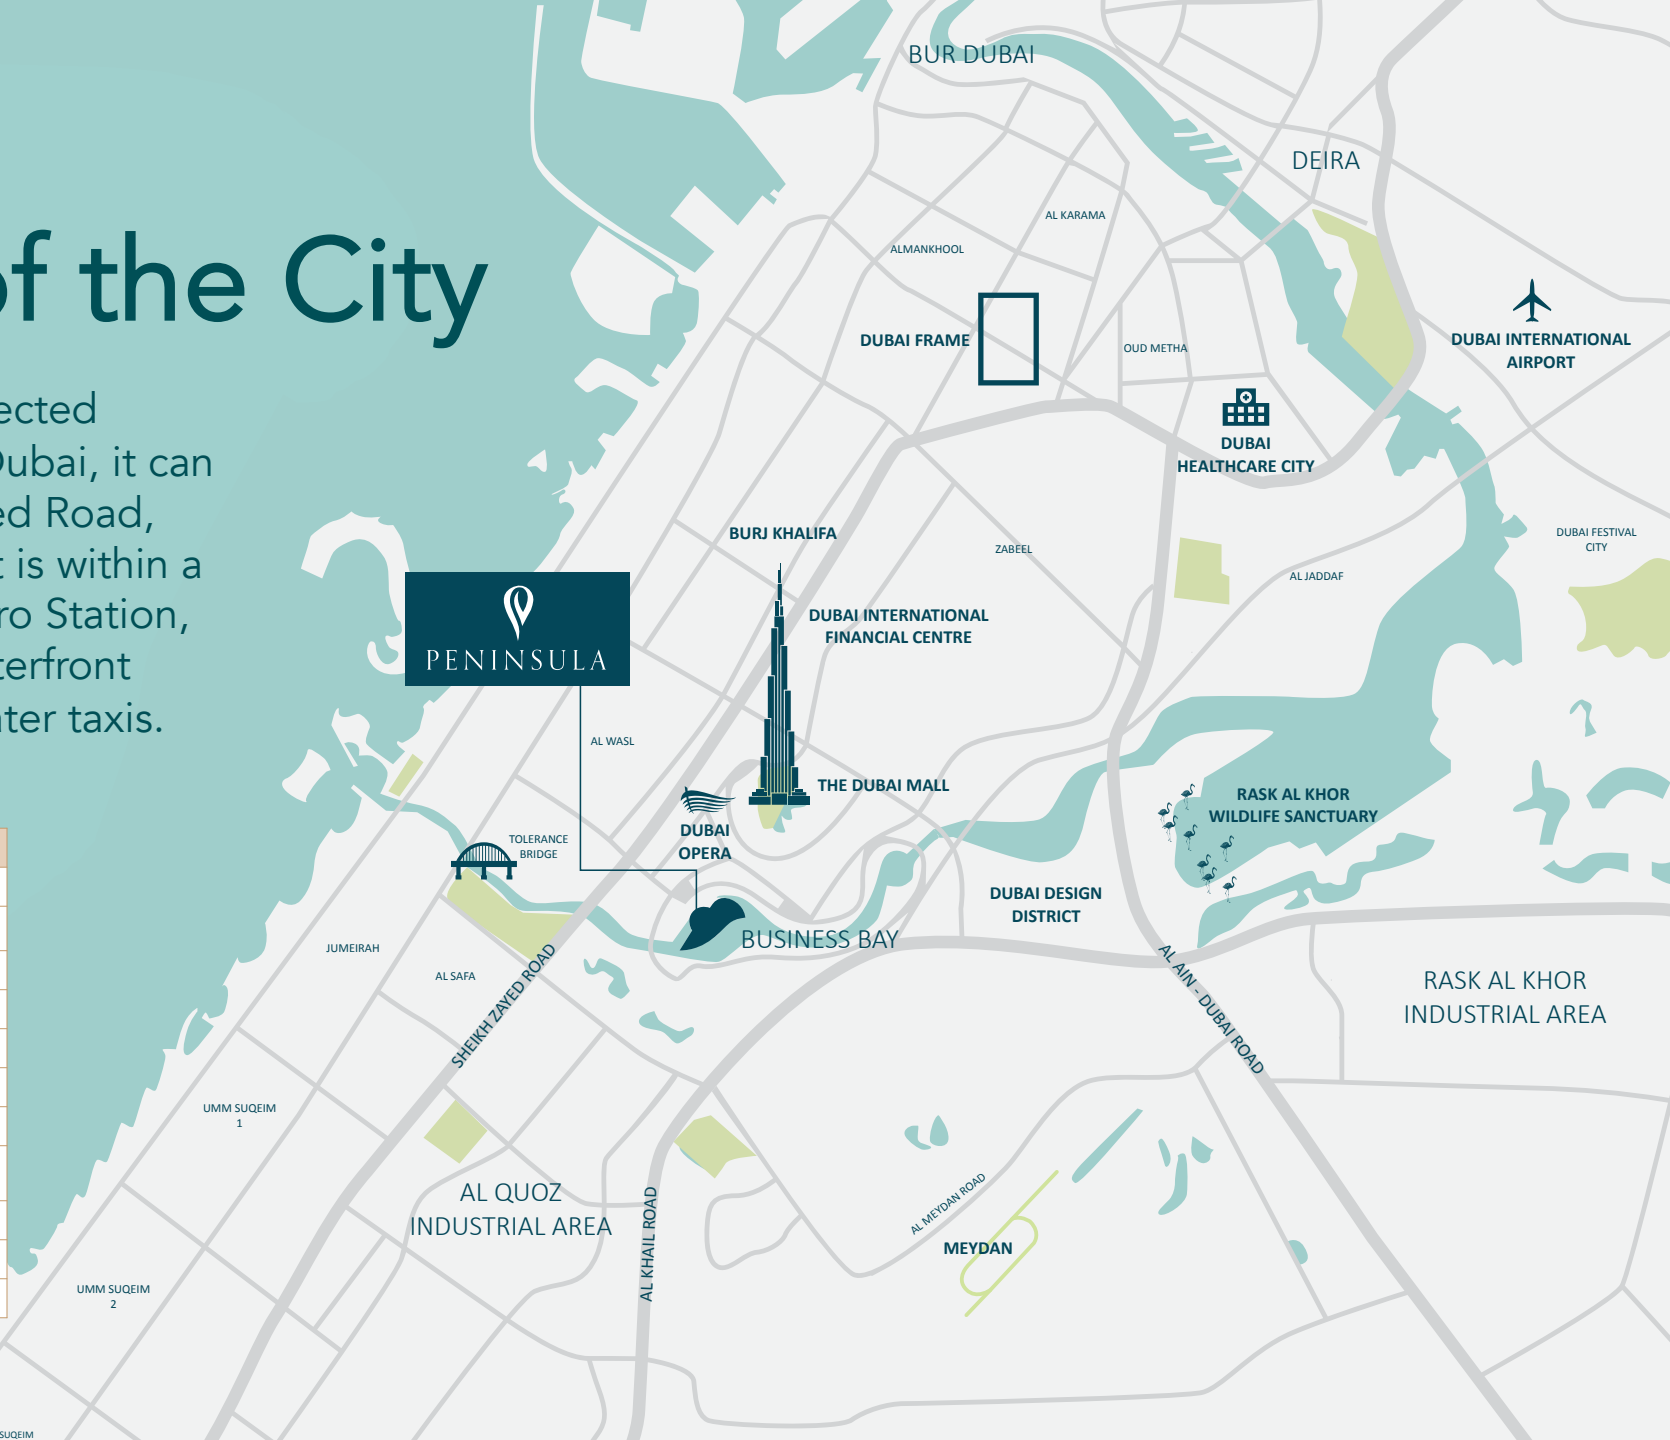 of the City
ected
Dubai, it can
ed Road,
t is within a
ro Station,
terfront
ater taxis.
BUR DUBAI
DEIRA
AL KARAMA
ALMANKHOOL
DUBAI FRAME
OUD METHA
DUBAI INTERNATIONAL
AIRPORT
DUBAI
HEALTHCARE CITY
BURJ KHALIFA
ZABEEL
DUBAI FESTIVAL
CITY
AL JADDAF
PENINSULA
DUBAI INTERNATIONAL
FINANCIAL CENTRE
AL WASL
THE DUBAI MALL
RASK AL KHOR
WILDLIFE SANCTUARY
DUBAI
OPERA
TOLERANCE
BRIDGE
DUBAI DESIGN
DISTRICT
BUSINESS BAY
JUMEIRAH
AL SAFA
SHEIKH ZAYED ROAD
AL AIN - DUBAI ROAD
RASK AL KHOR
INDUSTRIAL AREA
UMM SUQEIM
1
AL QUOZ
INDUSTRIAL AREA
AL KHAIL ROAD
AL MEYDAN ROAD
MEYDAN
UMM SUQEIM
2
SUQEIM